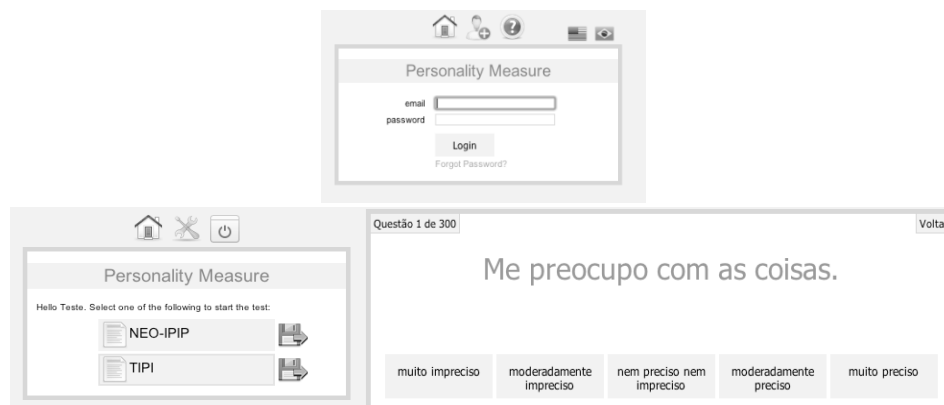 Personality Measure
email
password
Login
Forgot Password?
Personality Measure
Hello Teste. Select one of the following to start the test:
NEO-IPIP
TIPI
Questão 1 de 300
Volta
Me preocupo com as coisas.
muito impreciso
moderadamente
impreciso
nem preciso nem
impreciso
moderadamente
preciso
muito preciso